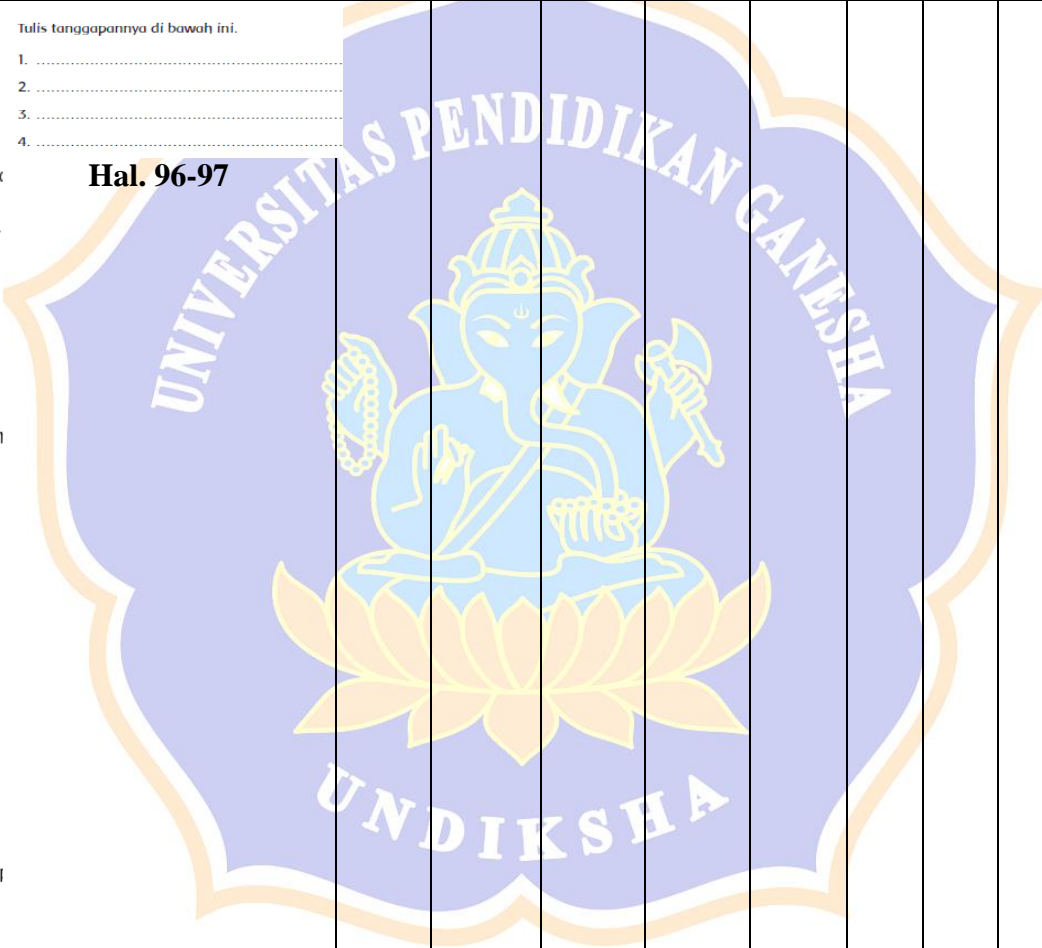 Tulis tanggapannya di bawah ini.
1. ....................................................................
2. ....................................................................
3. ....................................................................
4. ....................................................................
Hal. 96-97
UNIVERSITAS PENDIDIKAN GANESHA
UNDIKSHA